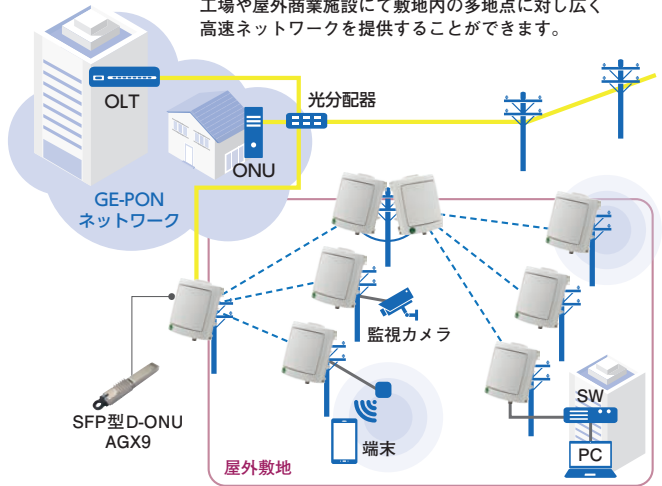 工場や屋外商業施設にて敷地内の多地点に対し広く
高速ネットワークを提供することができます。
OLT
光分配器
ONU
GE-PON
ネットワーク
監視カメラ
SFP型D-ONU
AGX9
端末
SW
PC
屋外敷地